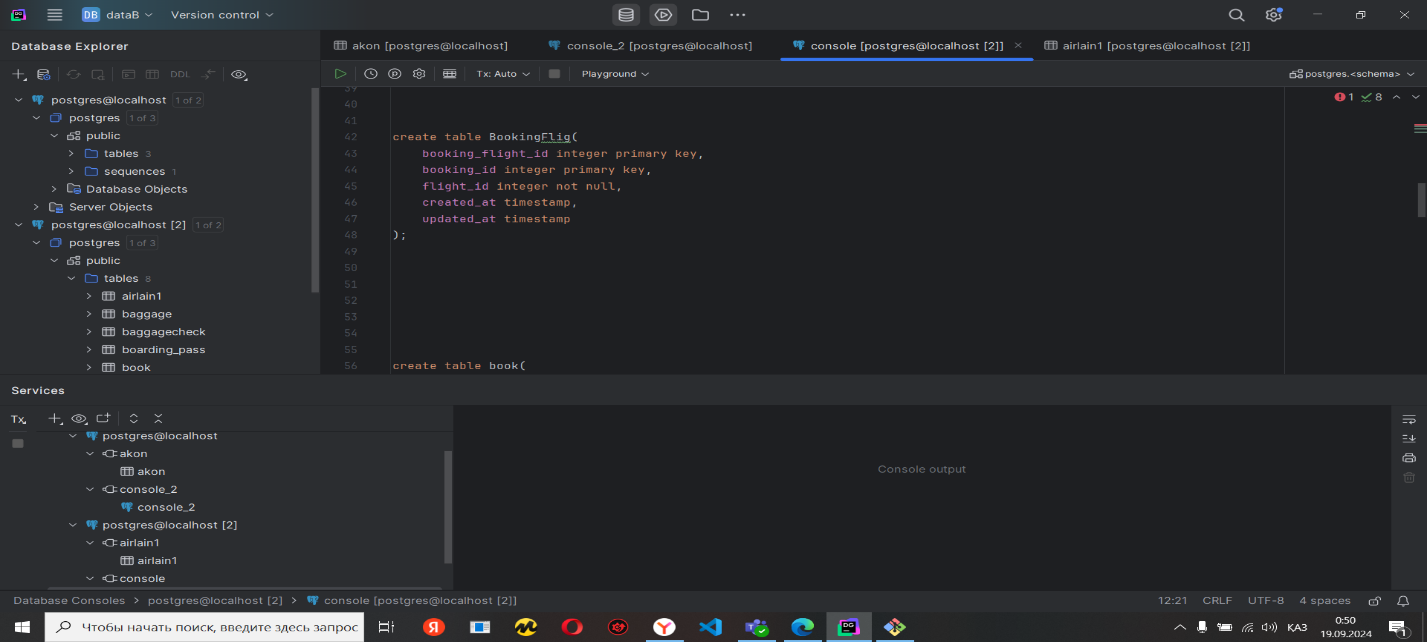 DB dataB Version control
Database Explorer
akon [postgres@localhost] console_2 [postgres@localhost] console [postgres@localhost [2]] airlain1 [postgres@localhost [2]]
DDL
Tx: Auto Playground postgres.<schema>
postgres@localhost 1 of 2
postgres 1 of 3
public
tables 3
sequences 1
Database Objects
Server Objects
postgres@localhost [2] 1 of 2
postgres 1 of 3
public
tables 8
airlain1
baggage
baggagecheck
boarding_pass
book
1 8
39
40
41
42 create table BookingFlig(
43 booking_flight_id integer primary key,
44 booking_id integer primary key,
45 flight_id integer not null,
46 created_at timestamp,
47 updated_at timestamp
48 );
49
50
51
52
53
54
55
56 create table book(
Services
Tx
postgres@localhost
akon
akon
console_2
console_2
postgres@localhost [2]
airlain1
airlain1
console
Console output
Database Consoles > postgres@localhost [2] > console [postgres@localhost [2]]
12:21 CRLF UTF-8 4 spaces
Чтобы начать поиск, введите здесь запрос
ҚАЗ
0:50
19.09.2024
1